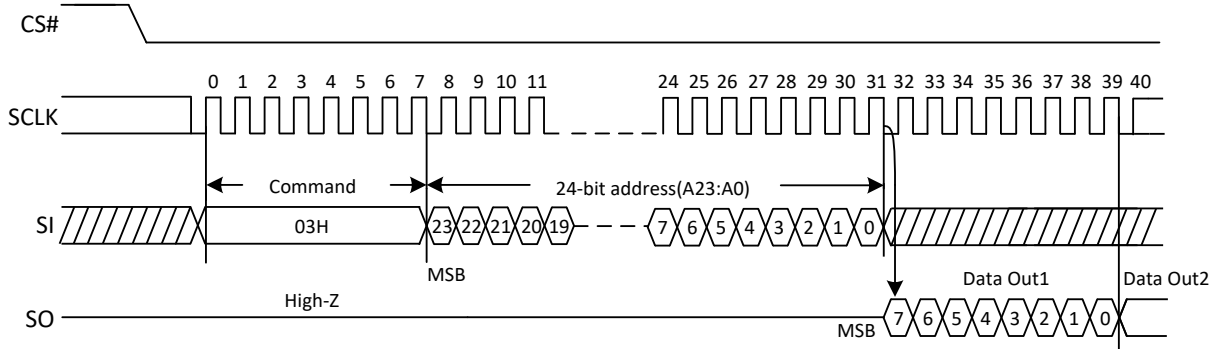 CS#
0 1 2 3 4 5 6 7 8 9 10 11 24 25 26 27 28 29 30 31 32 33 34 35 36 37 38 39 40
SCLK
Command 24-bit address(A23:A0)
SI 03H 23 22 21 20 19 7 6 5 4 3 2 1 0
MSB
High-Z Data Out1 Data Out2
SO MSB 7 6 5 4 3 2 1 0